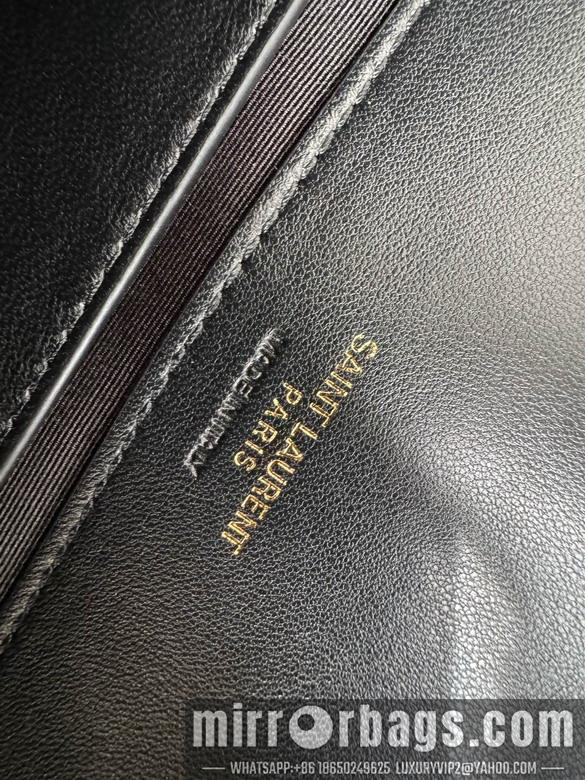 SAINT LAURENT
PARIS
MADE IN ITALY
mirrorbags.com
WHATSAPP:+86 18650249625 LUXURYVIP2@YAHOO.COM